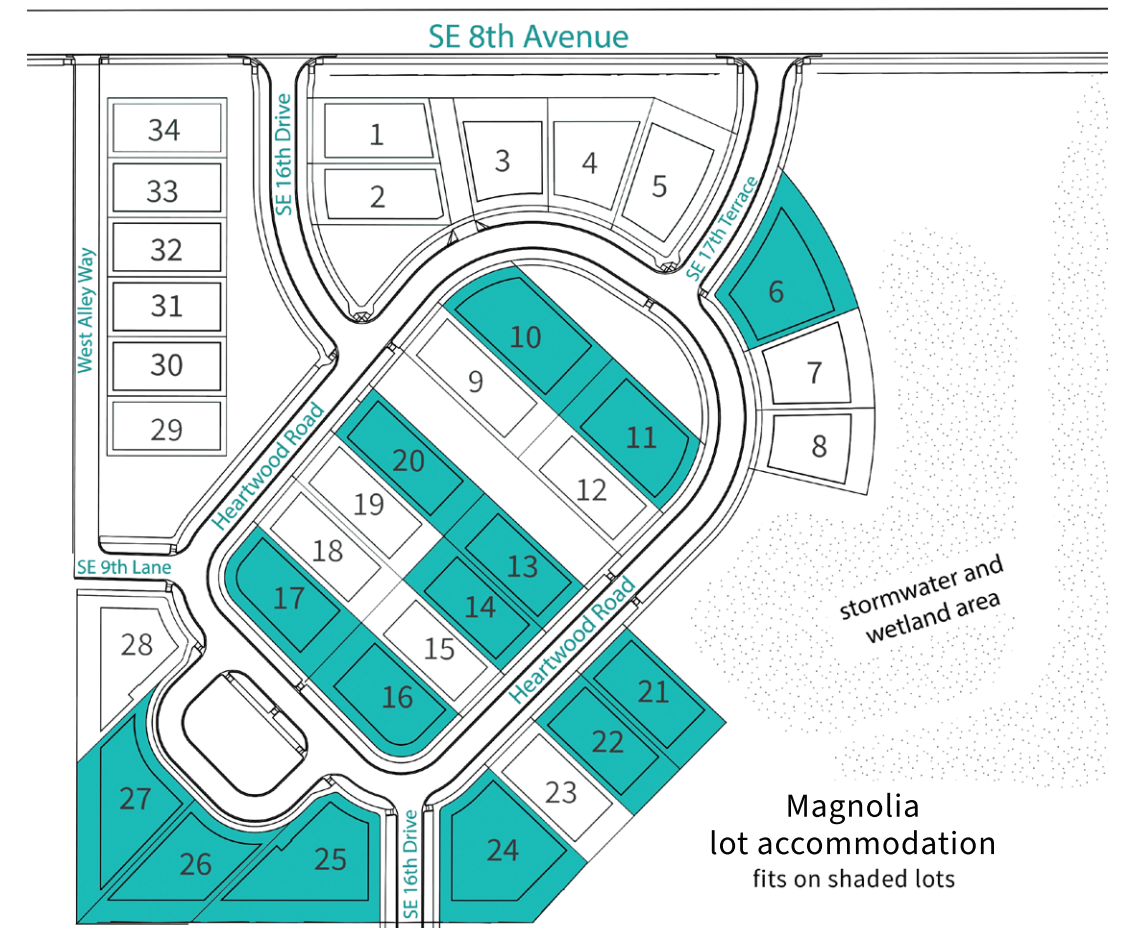 SE 8th Avenue
SE 16th Drive
West Alley Way
SE 17th Terrace
34
33
32
31
30
29
1
2
3
4
5
6
7
8
10
9
11
12
20
19
18
17
13
14
15
16
Heartwood Road
Heartwood Road
SE 9th Lane
28
27
26
25
24
23
22
21
SE 16th Drive
stormwater and
wetland area
Magnolia
lot accommodation
fits on shaded lots